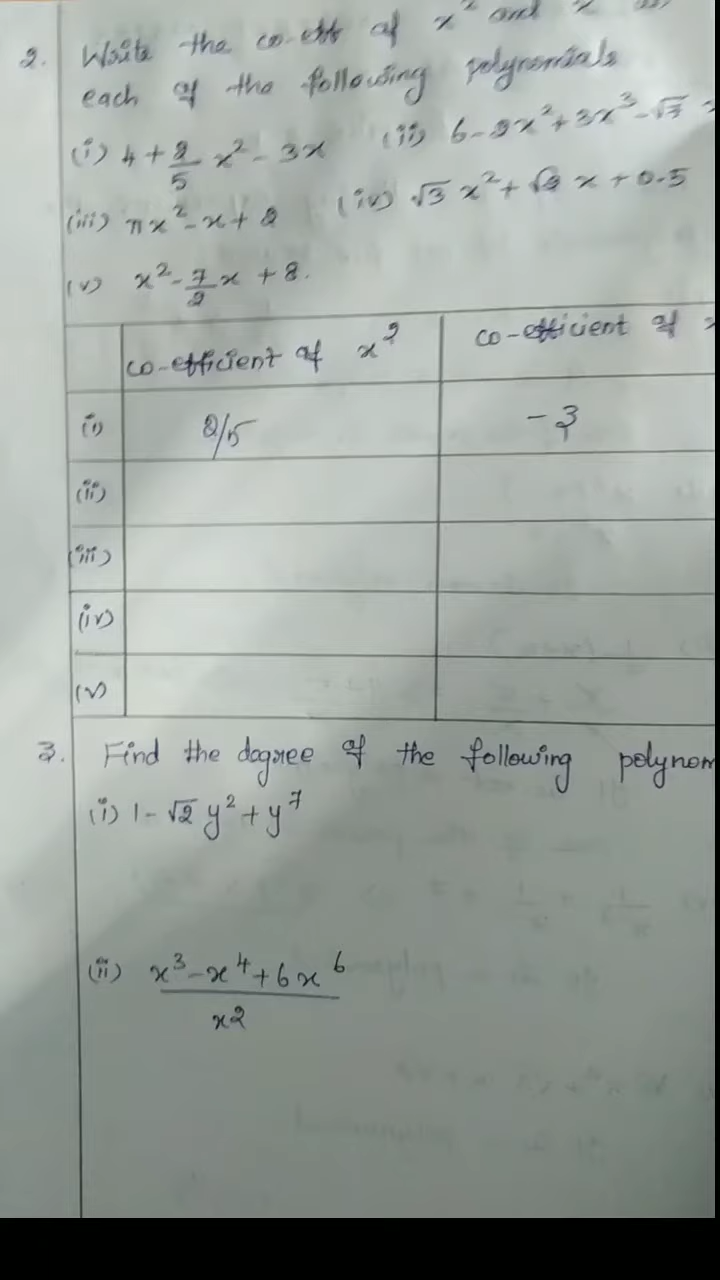 2. Write the co-eff of x² and x
each of the following polynomials
(i) 4 + 2/5 x² - 3x (ii) 6 - 2x² + 3x³ - √3
(iii) πx² - x + 2 (iv) √3 x² + √2 x + 0.5
(v) x² - 7/2 x + 8.
co-efficient of x² co-efficient of
(i) 2/5 -3
(ii)
(iii)
(iv)
(v)
3. Find the degree of the following polynom
(i) 1 - √2 y² + y⁷
(ii) x³ - x⁴ + 6x⁶
x2